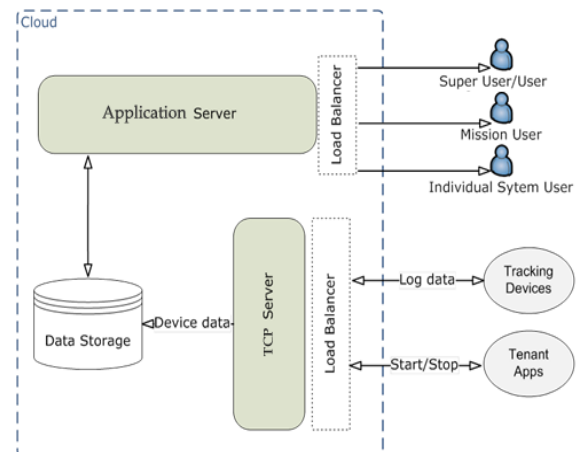 Cloud
Application Server
Load Balancer
Super User/User
Mission User
Individual Sytem User
TCP Server
Load Balancer
Data Storage
Device data
Log data
Start/Stop
Tracking
Devices
Tenant
Apps